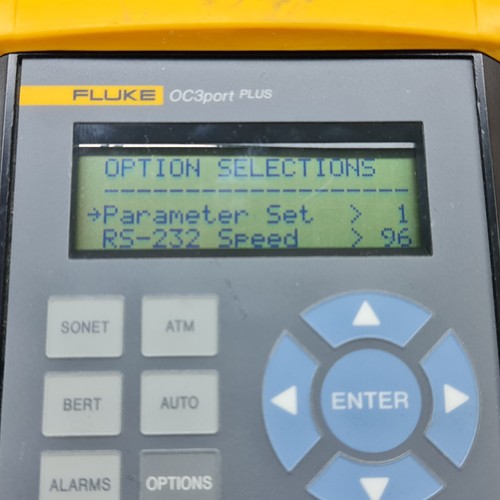 FLUKE OC3port PLUS
OPTION SELECTIONS
------------------------
→Parameter Set > 1
RS-232 Speed > 96
SONET ATM
BERT AUTO
ENTER
ALARMS OPTIONS